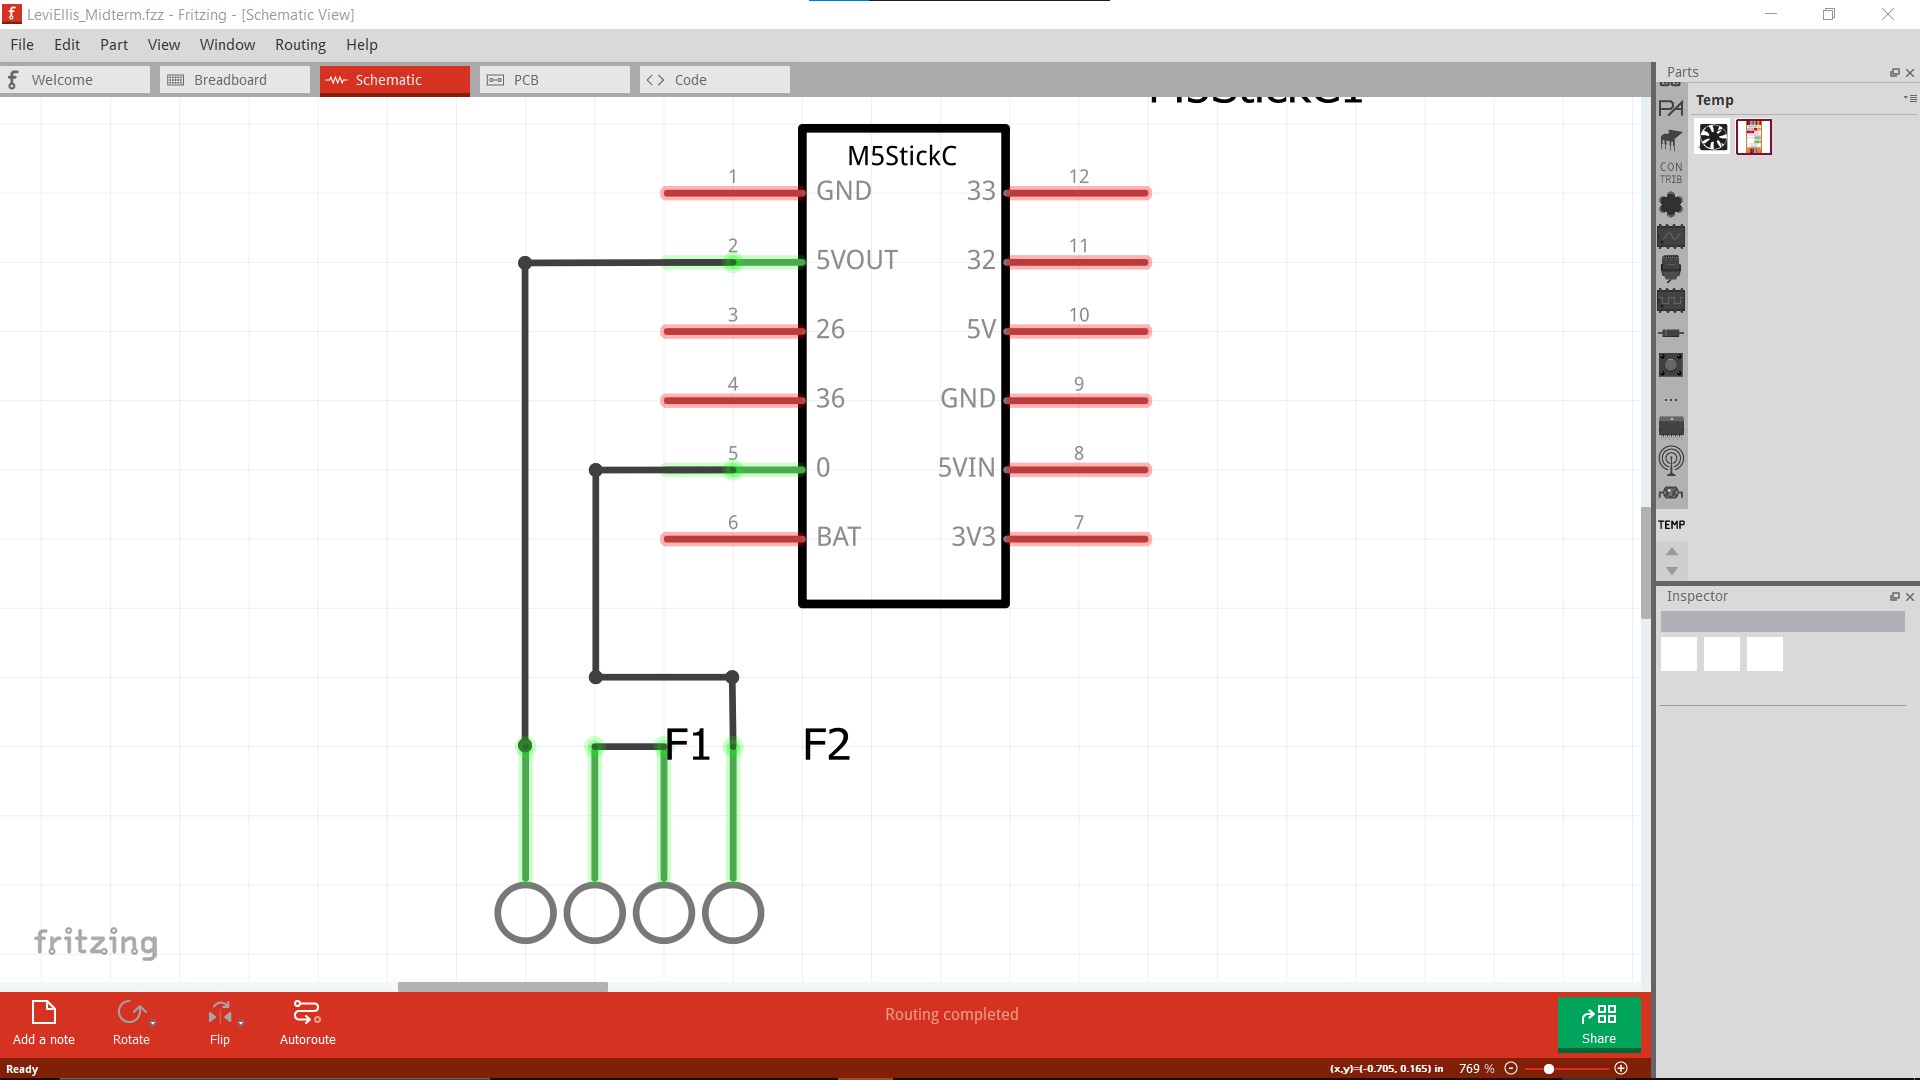 LeviEllis_Midterm.fzz - Fritzing - [Schematic View]
File Edit Part View Window Routing Help
Welcome Breadboard Schematic PCB Code
Parts
Temp
CON
TRIB
TEMP
M5StickC1
M5StickC
1 GND 33 12
2 5VOUT 32 11
3 26 5V 10
4 36 GND 9
5 0 5VIN 8
6 BAT 3V3 7
F1 F2
fritzing
Inspector
Add a note Rotate Flip Autoroute
Routing completed
Share
Ready
(x,y)=(-0.705, 0.165) in 769 %